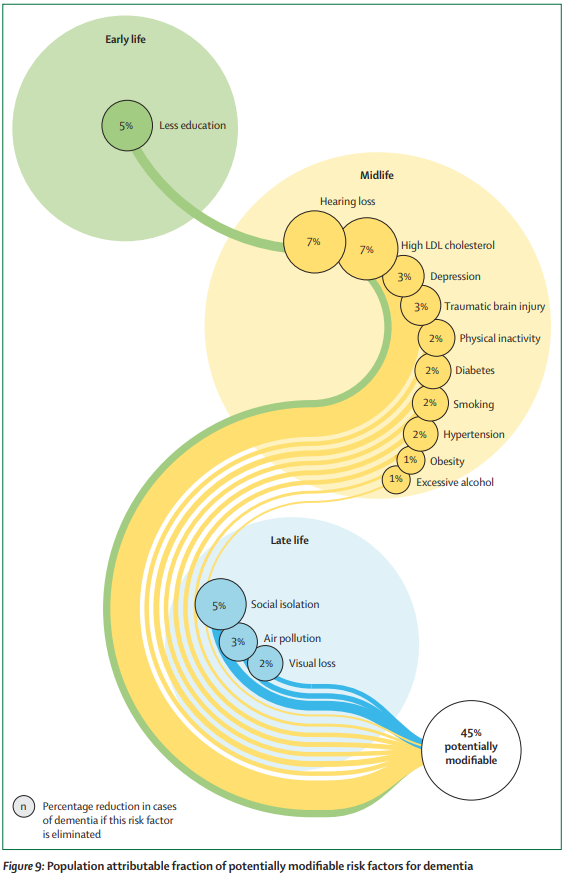 Early life
5%
Less education
Midlife
Hearing loss
7%
7%
High LDL cholesterol
3%
Depression
3%
Traumatic brain injury
2%
Physical inactivity
2%
Diabetes
2%
Smoking
2%
Hypertension
1%
Obesity
1%
Excessive alcohol
Late life
5%
Social isolation
3%
Air pollution
2%
Visual loss
45%
potentially
modifiable
n
Percentage reduction in cases
of dementia if this risk factor
is eliminated
Figure 9: Population attributable fraction of potentially modifiable risk factors for dementia